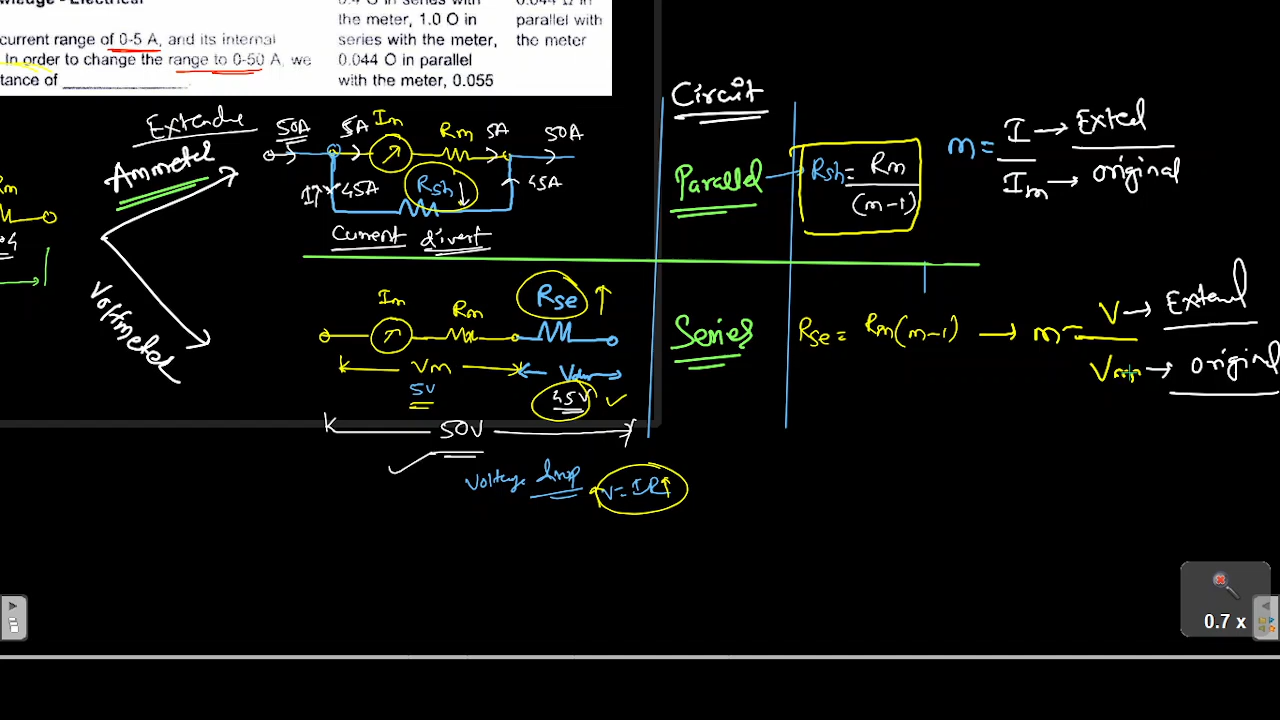 wledge - Electrical
current range of 0-5 A, and its internal
In order to change the range to 0-50 A, we
tance of
0.4 O in series with
the meter, 1.0 O in
series with the meter,
0.044 O in parallel
with the meter, 0.055
0.044 Ω in
parallel with
the meter
Extende
Ammeter
Voltmeter
50A 5A Im Rm 5A 50A
45A Rsh 45A
Current divert
Circuit
Parallel
Rsh = Rm
(m-1)
m = I → Exted
Im → original
Rm
Im Rm Rse
Vm
5V 45V
50V
Voltage drop V=IR
Series
Rse = Rm(m-1) → m = V → Extend
Vm → original
0.7 x